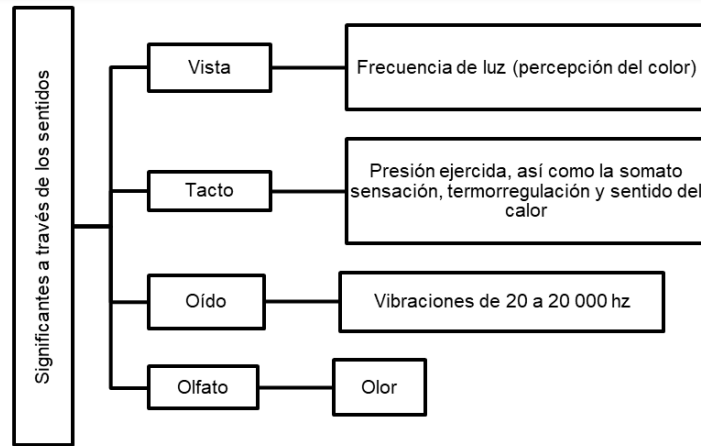 Significantes a través de los sentidos
Vista
Frecuencia de luz (percepción del color)
Tacto
Presión ejercida, así como la somato
sensación, termorregulación y sentido del
calor
Oído
Vibraciones de 20 a 20 000 hz
Olfato
Olor